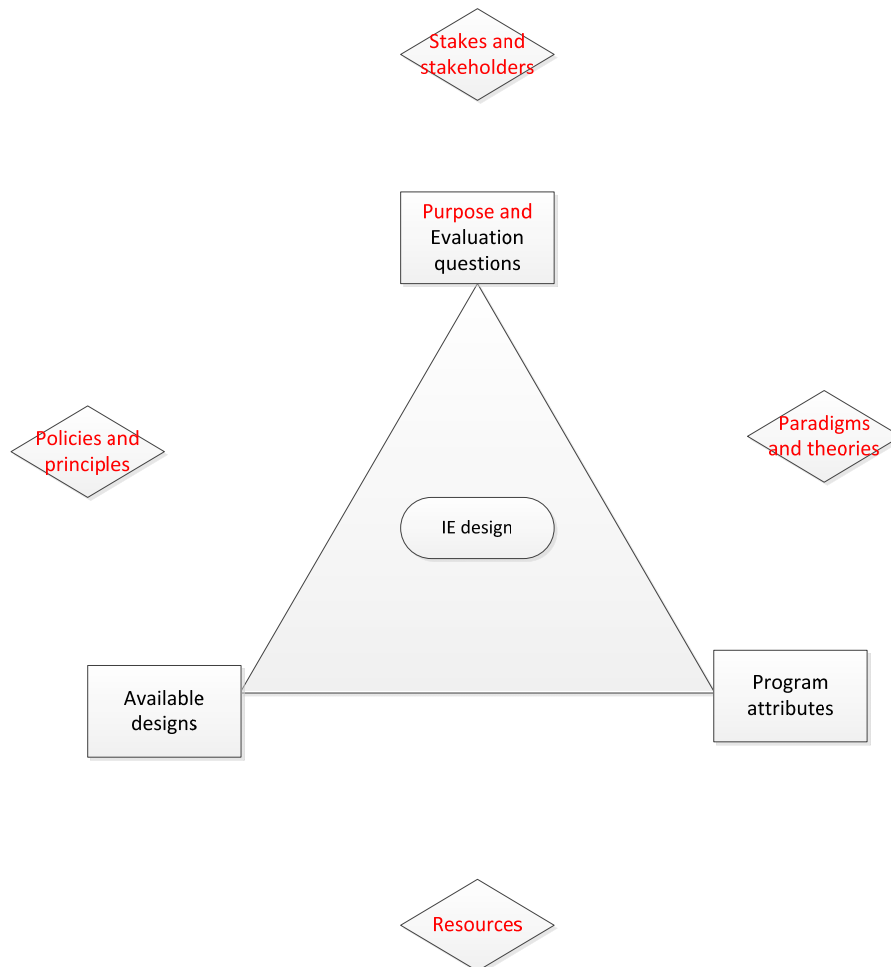 Stakes and
stakeholders
Purpose and
Evaluation
questions
Policies and
principles
Paradigms
and theories
IE design
Available
designs
Program
attributes
Resources